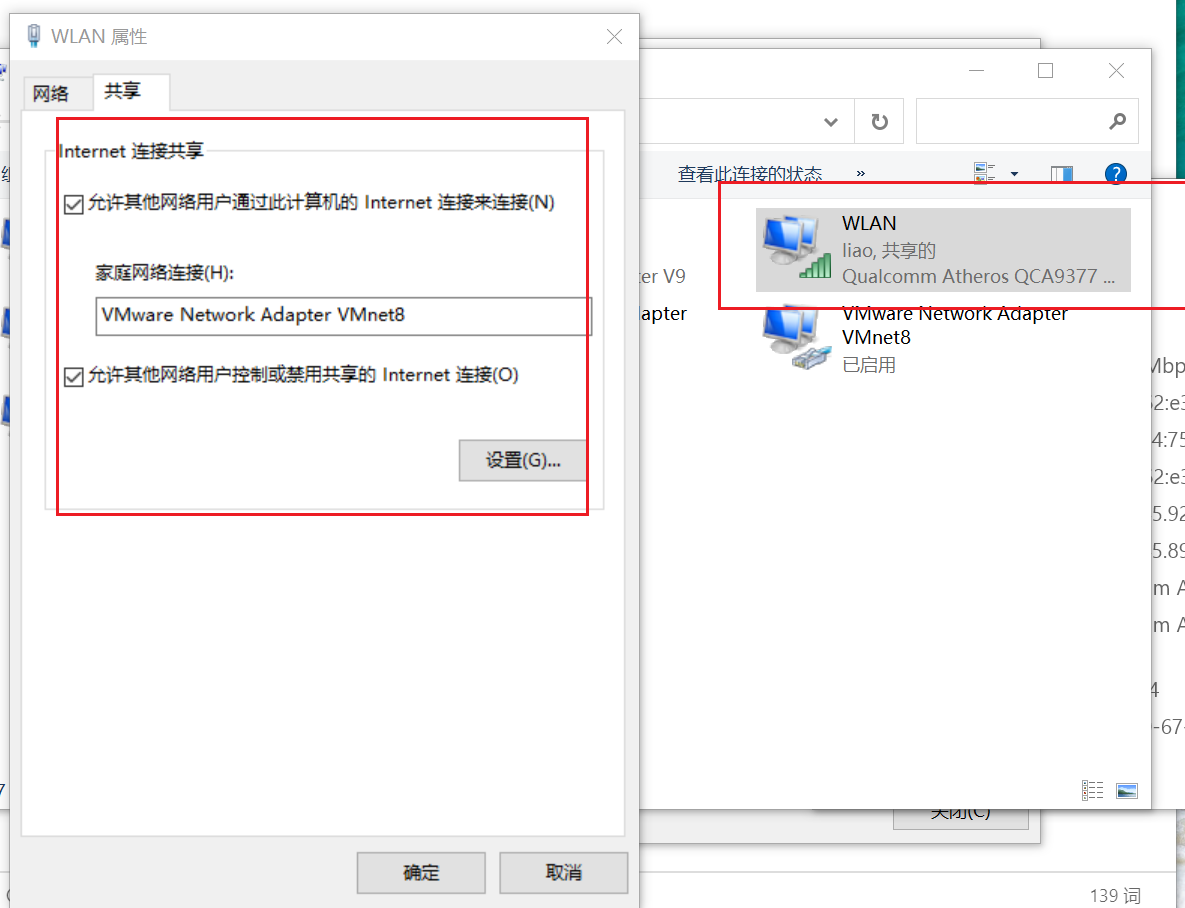 WLAN 属性
网络
共享
Internet 连接共享
允许其他网络用户通过此计算机的 Internet 连接来连接(N)
家庭网络连接(H):
VMware Network Adapter VMnet8
允许其他网络用户控制或禁用共享的 Internet 连接(O)
设置(G)...
确定
取消
查看此连接的状态
»
?
ter V9
apter
WLAN
liao, 共享的
Qualcomm Atheros QCA9377 ...
VMware Network Adapter
VMnet8
已启用
Mbp
52:e3
4:75
52:e3
5.92
5.89
m A
m A
4
-67-
关闭(C)
139 词